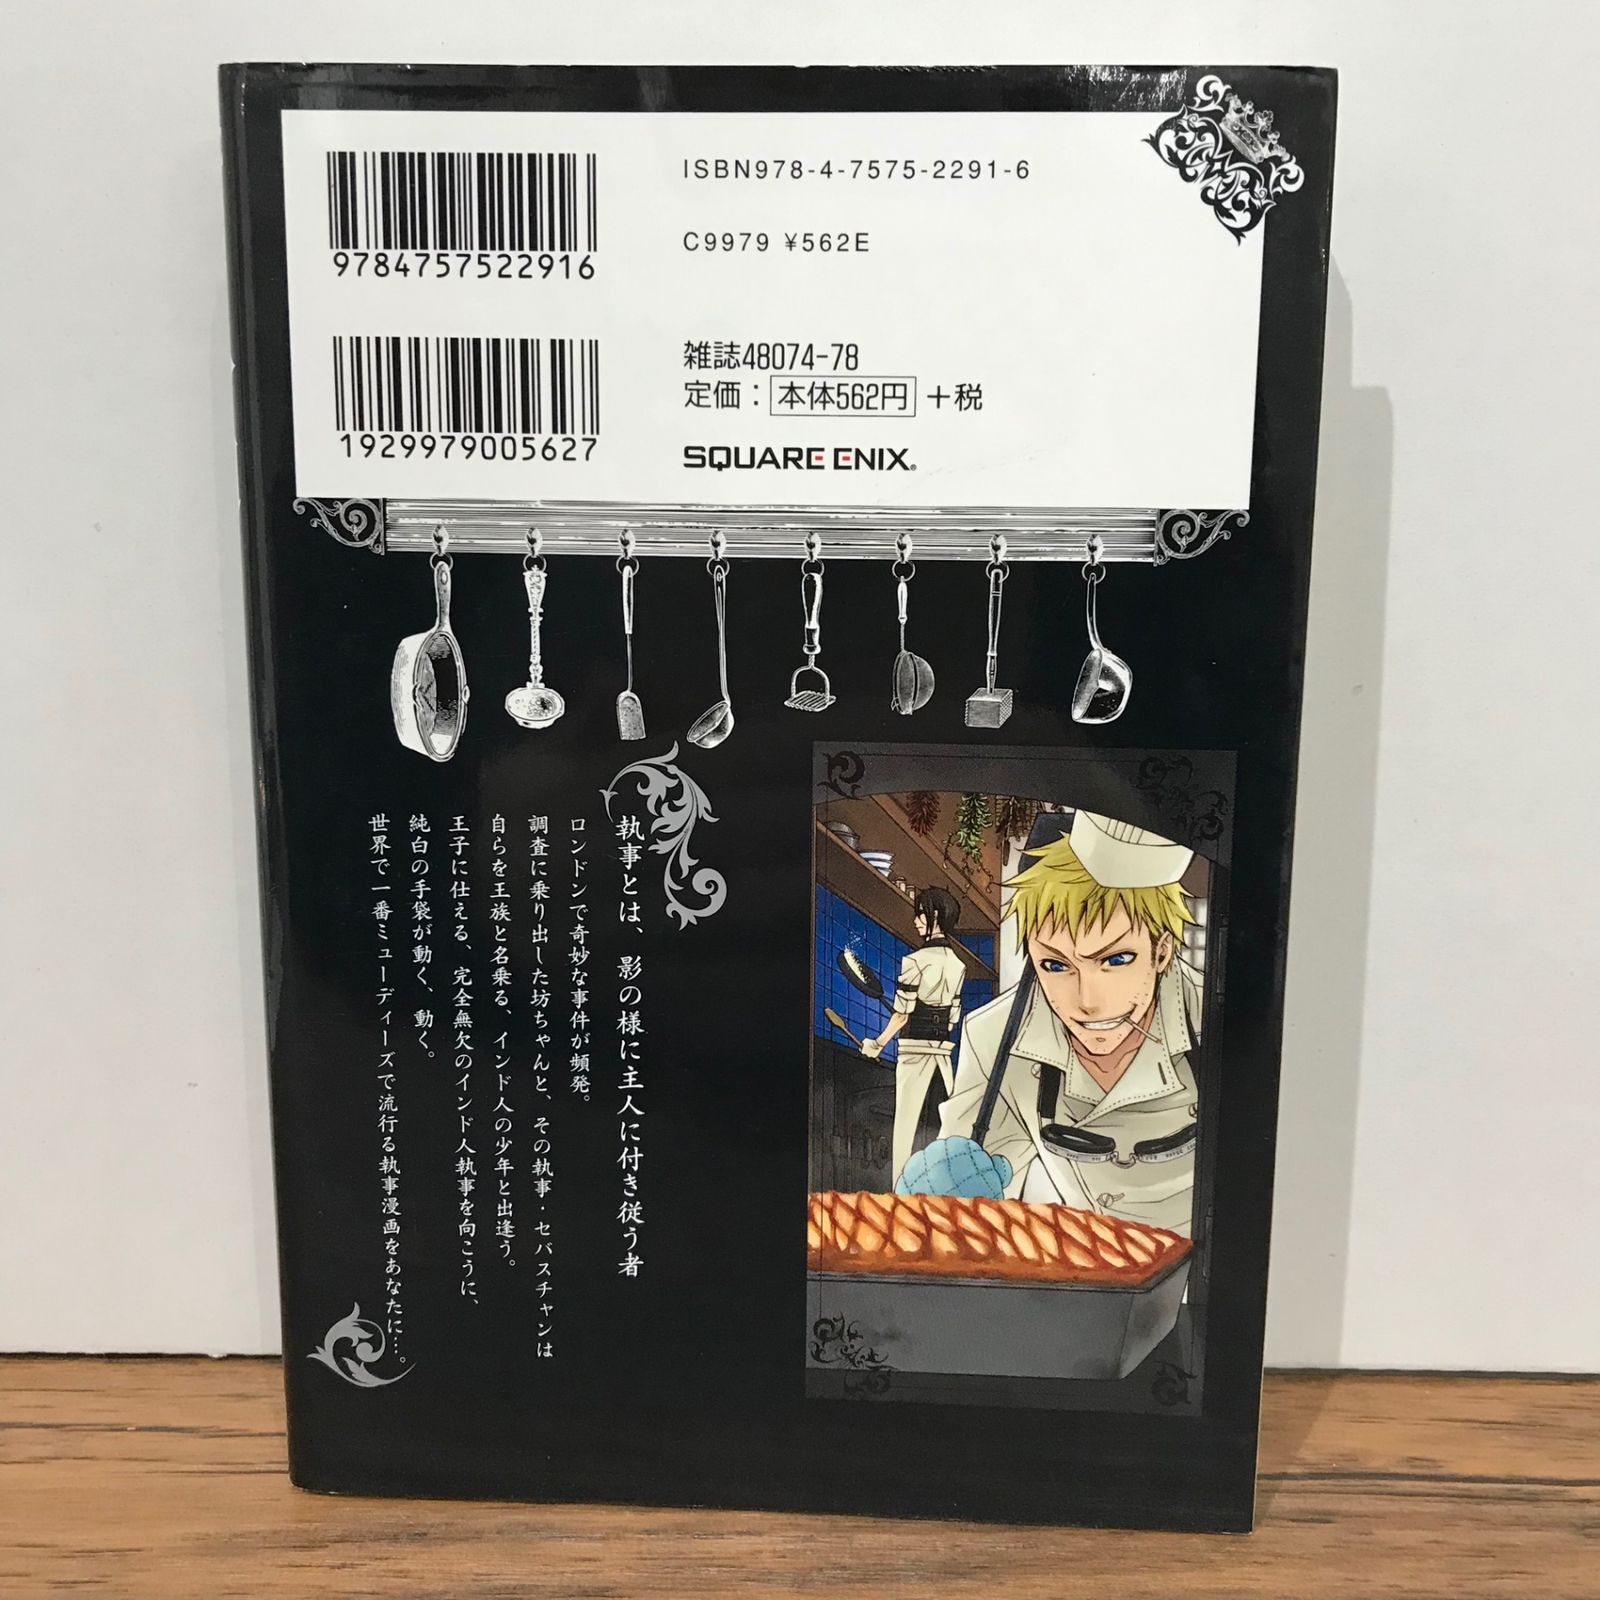 ISBN978-4-7575-2291-6
C9979 ¥562E
9784757522916
雑誌48074-78
定価：本体562円＋税
1929979005627
SQUARE ENIX®
執事とは、影の様に主人に付き従う者
ロンドンで奇妙な事件が頻発。
調査に乗り出した坊ちゃんと、その執事・セバスチャンは
自らを王族と名乗る、インド人の少年と出逢う。
王子に仕える、完全無欠のインド人執事を向こうに、
純白の手袋が動く、動く。
世界で一番ミューディーズで流行る執事漫画をあなたに…。